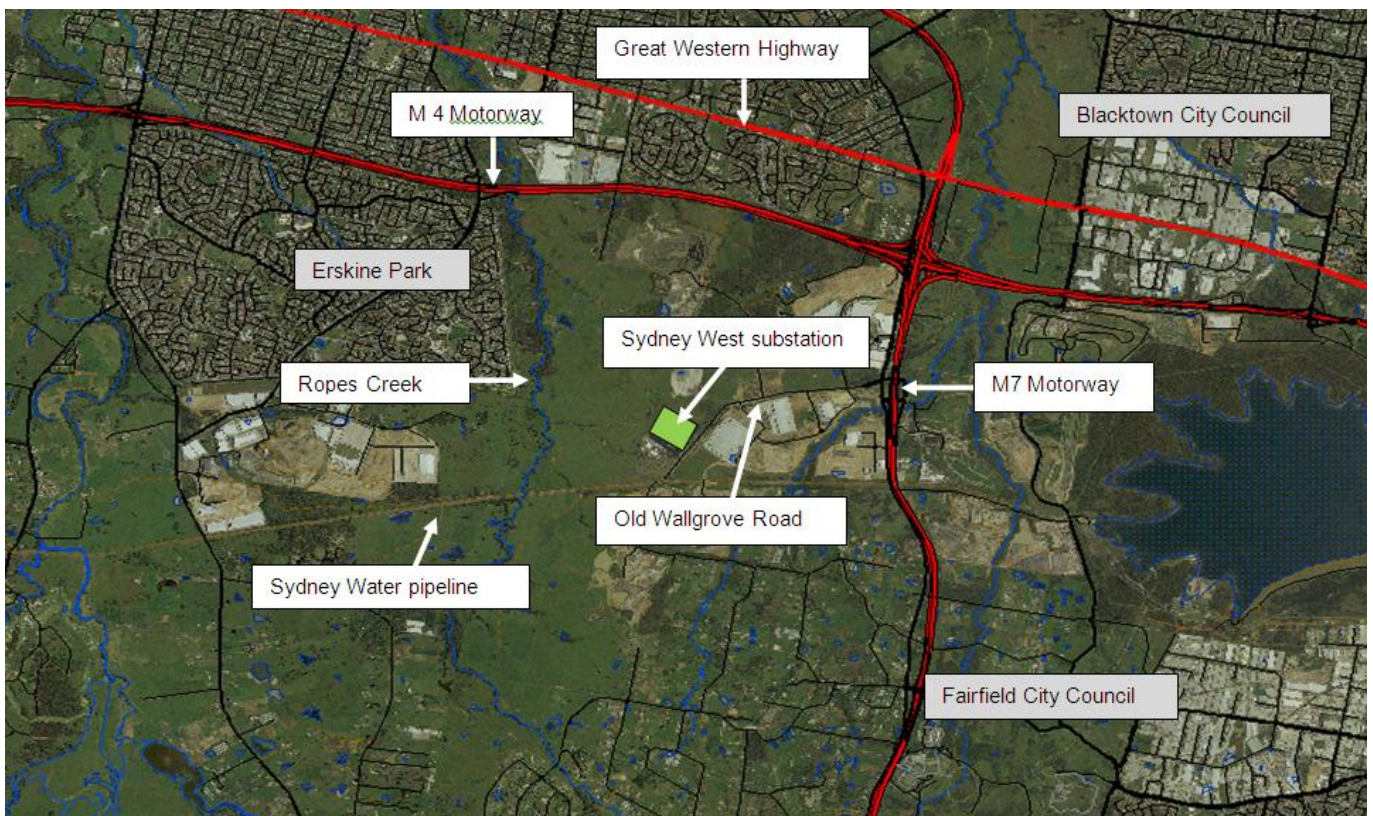 Great Western Highway
M 4 Motorway
Blacktown City Council
Erskine Park
Sydney West substation
Ropes Creek
M7 Motorway
Old Wallgrove Road
Sydney Water pipeline
Fairfield City Council